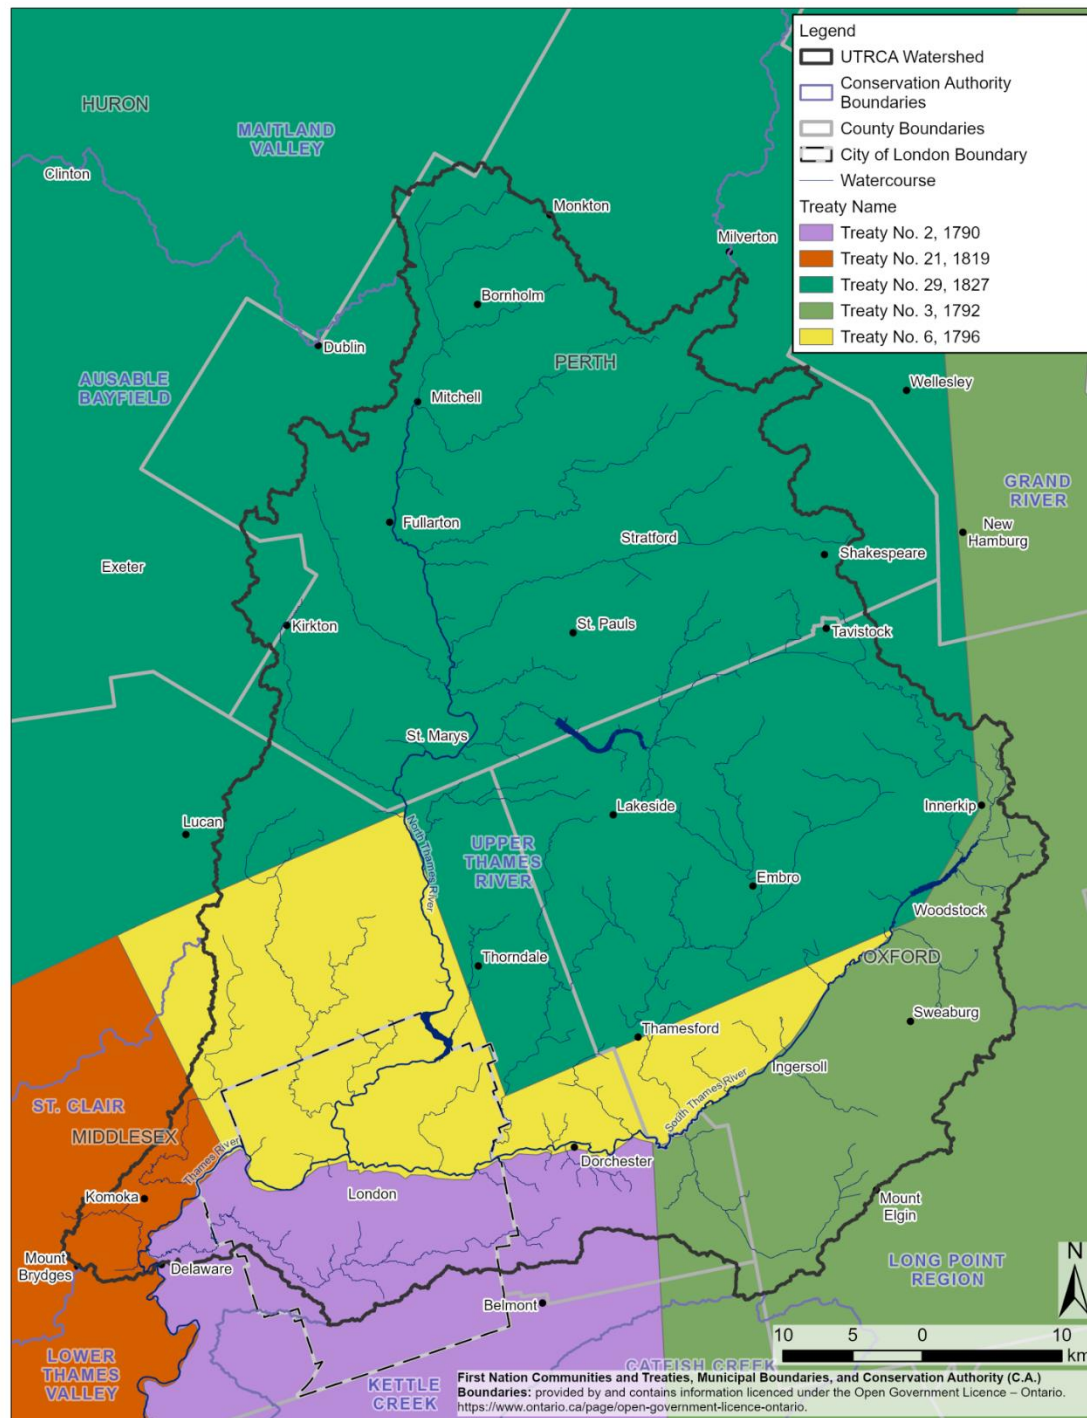 Legend
UTRCA Watershed
Conservation Authority
Boundaries
County Boundaries
City of London Boundary
Watercourse
Treaty Name
Treaty No. 2, 1790
Treaty No. 21, 1819
Treaty No. 29, 1827
Treaty No. 3, 1792
Treaty No. 6, 1796
HURON
MAITLAND
VALLEY
Clinton
Monkton
Milverton
Bornholm
Dublin
PERTH
AUSABLE
BAYFIELD
Mitchell
Wellesley
GRAND
RIVER
Fullarton
Stratford
New
Hamburg
Shakespeare
Exeter
Kirkton
St. Pauls
Tavistock
St. Marys
Lucan
North Thames River
UPPER
THAMES
RIVER
Lakeside
Innerkip
Embro
Woodstock
Thorndale
OXFORD
Sweaburg
Thamesford
Ingersoll
South Thames River
ST. CLAIR
MIDDLESEX
Thames River
Dorchester
Komoka
London
Mount
Elgin
Mount
Brydges
Delaware
LONG POINT
REGION
N
Belmont
10 5 0 10
km
LOWER
THAMES
VALLEY
KETTLE
CREEK
CATFISH CREEK
First Nation Communities and Treaties, Municipal Boundaries, and Conservation Authority (C.A.)
Boundaries: provided by and contains information licenced under the Open Government Licence – Ontario.
https://www.ontario.ca/page/open-government-licence-ontario.